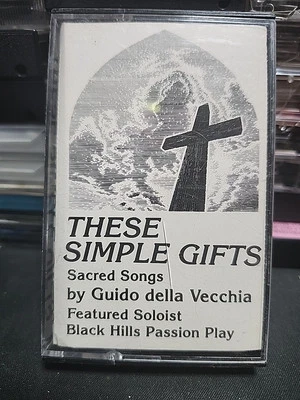 THESE
SIMPLE GIFTS
Sacred Songs
by Guido della Vecchia
Featured Soloist
Black Hills Passion Play